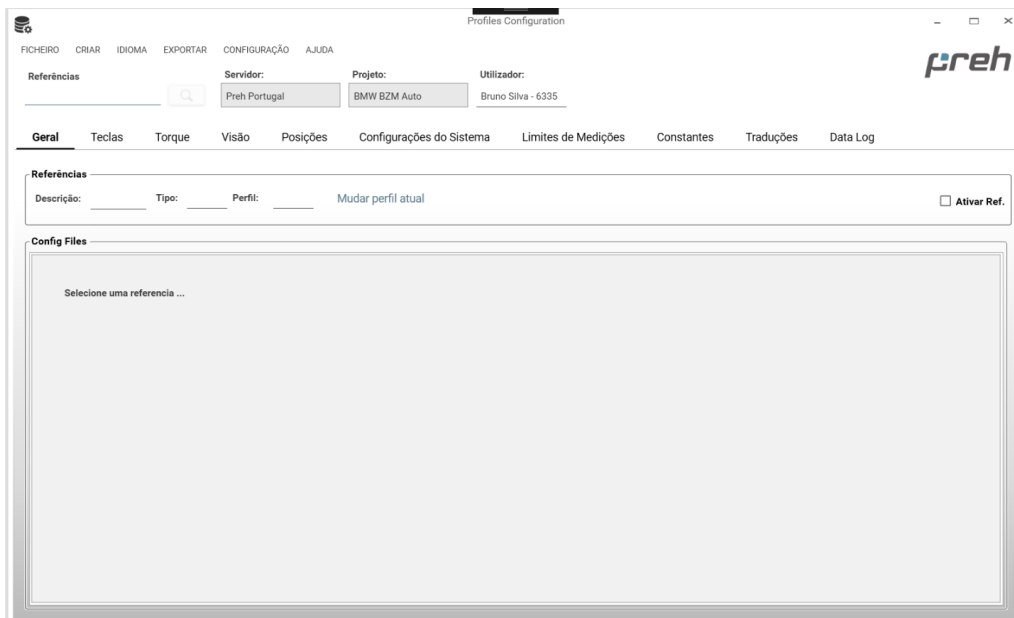 Profiles Configuration
FICHEIRO CRIAR IDIOMA EXPORTAR CONFIGURAÇÃO AJUDA
preh
Referências Servidor: Projeto: Utilizador:
Preh Portugal BMW BZM Auto Bruno Silva - 6335
Geral Teclas Torque Visão Posições Configurações do Sistema Limites de Medições Constantes Traduções Data Log
Referências
Descrição: Tipo: Perfil: Mudar perfil atual Ativar Ref.
Config Files
Selecione uma referencia ...